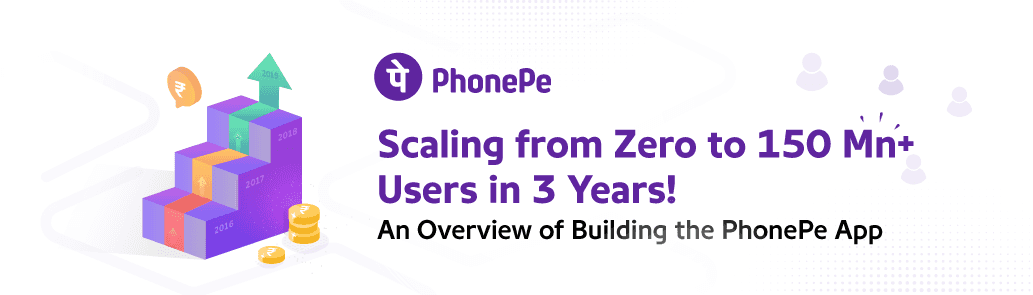 2019
₹
2018
2017
2016
₹
₹
पे PhonePe
Scaling from Zero to 150 Mn+
Users in 3 Years!
An Overview of Building the PhonePe App